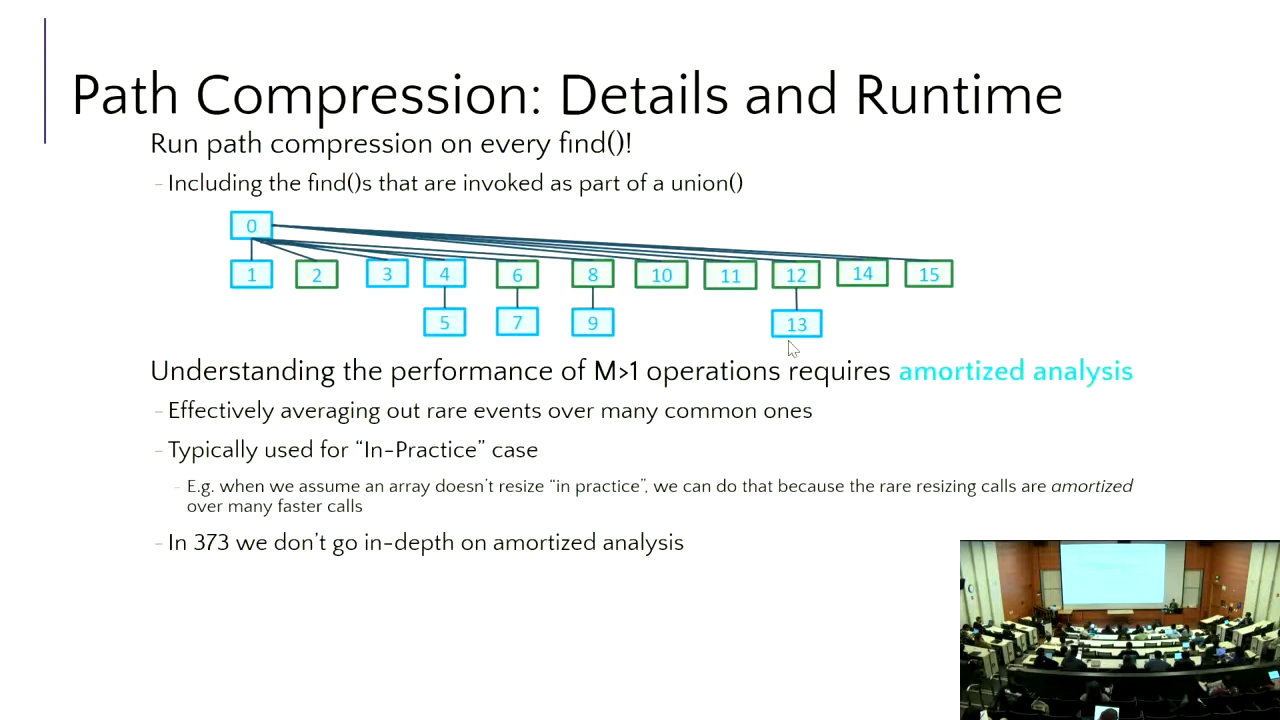 Path Compression: Details and Runtime
Run path compression on every find()!
– Including the find()s that are invoked as part of a union()
0
1 2 3 4 6 8 10 11 12 14 15
5 7 9 13
Understanding the performance of M>1 operations requires amortized analysis
– Effectively averaging out rare events over many common ones
– Typically used for “In-Practice” case
– E.g. when we assume an array doesn’t resize “in practice”, we can do that because the rare resizing calls are amortized
over many faster calls
– In 373 we don’t go in-depth on amortized analysis